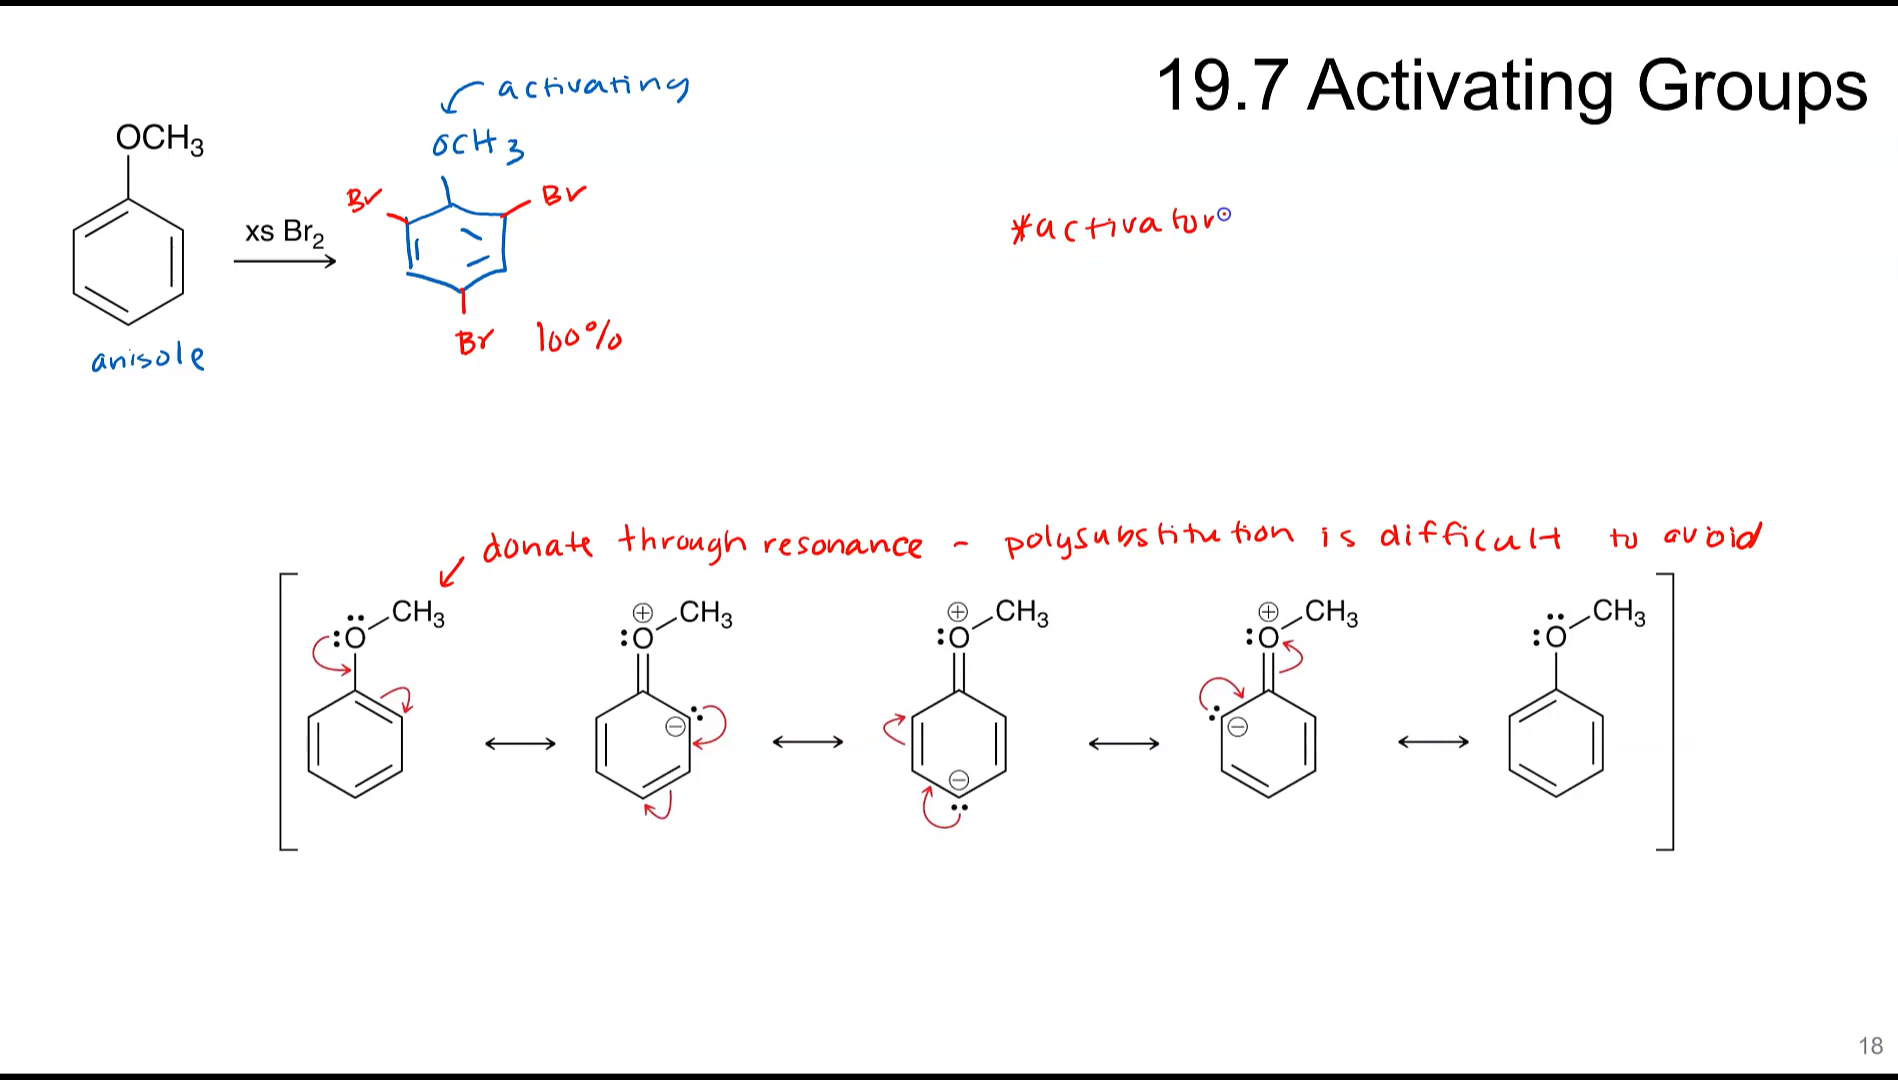 19.7 Activating Groups
activating
OCH3
OCH3
Br
Br
xs Br2
*activator
Br
100%
anisole
donate through resonance - polysubstitution is difficult to avoid
CH3
CH3
CH3
CH3
CH3
:O
:O
:O
:O
:O
18